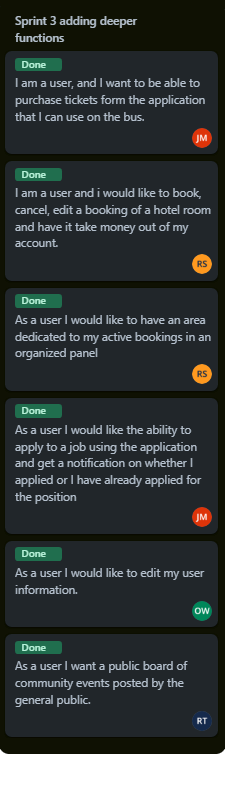 Sprint 3 adding deeper
functions
Done
I am a user, and I want to be able to
purchase tickets form the application
that I can use on the bus.
JM
Done
I am a user and i would like to book,
cancel, edit a booking of a hotel room
and have it take money out of my
account.
RS
Done
As a user I would like to have an area
dedicated to my active bookings in an
organized panel
RS
Done
As a user I would like the ability to
apply to a job using the application
and get a notification on whether I
applied or I have already applied for
the position
JM
Done
As a user I would like to edit my user
information.
OW
Done
As a user I want a public board of
community events posted by the
general public.
RT